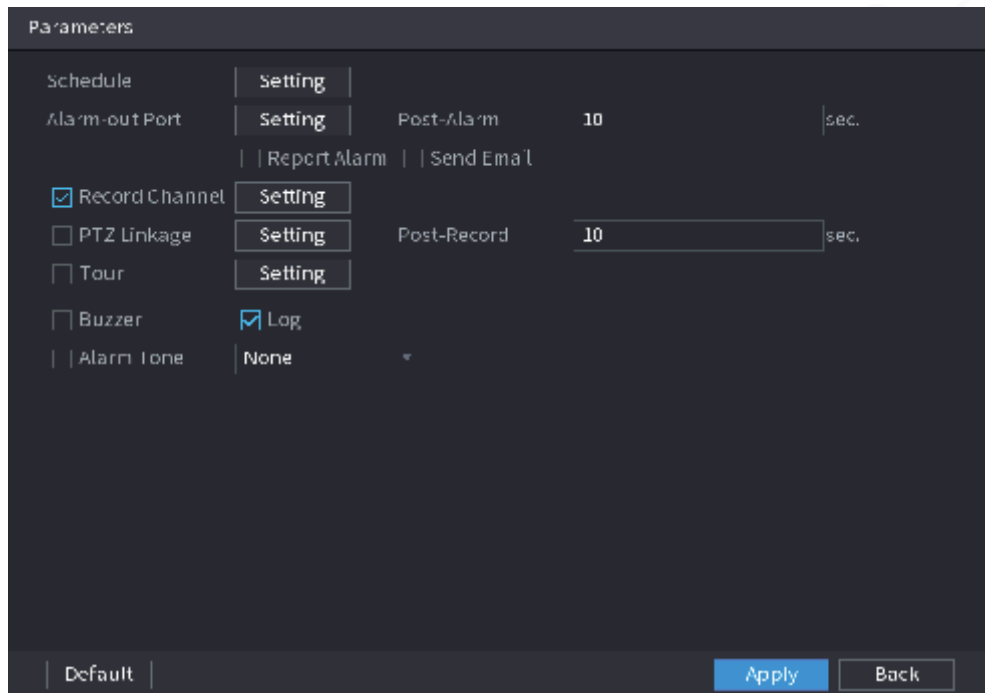 Parameters
Schedule Setting
Alarm-out Port Setting Post-Alarm 10 sec.
Report Alarm Send Email
Record Channel Setting
PTZ Linkage Setting Post-Record 10 sec.
Tour Setting
Buzzer Log
Alarm Tone None
Default Apply Back